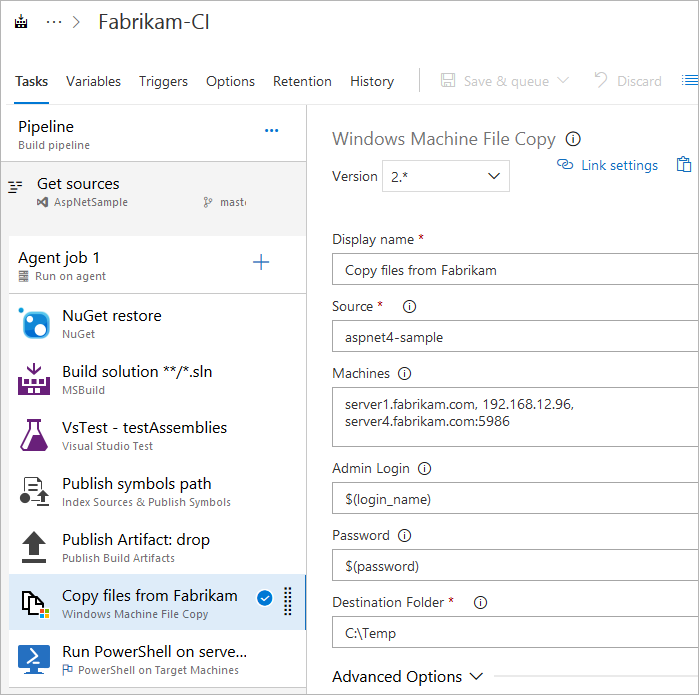 ··· > Fabrikam-CI
Tasks Variables Triggers Options Retention History Save & queue Discard
Pipeline ···
Build pipeline
Get sources
AspNetSample
Agent job 1
Run on agent
NuGet restore
NuGet
Build solution **/*.sln
MSBuild
VsTest - testAssemblies
Visual Studio Test
Publish symbols path
Index Sources & Publish Symbols
Publish Artifact: drop
Publish Build Artifacts
Copy files from Fabrikam
Windows Machine File Copy
Run PowerShell on serve...
PowerShell on Target Machines
Windows Machine File Copy
Link settings
Version 2.*
Display name *
Copy files from Fabrikam
Source *
aspnet4-sample
Machines
server1.fabrikam.com, 192.168.12.96,
server4.fabrikam.com:5986
Admin Login
$(login_name)
Password
$(password)
Destination Folder *
C:\Temp
Advanced Options